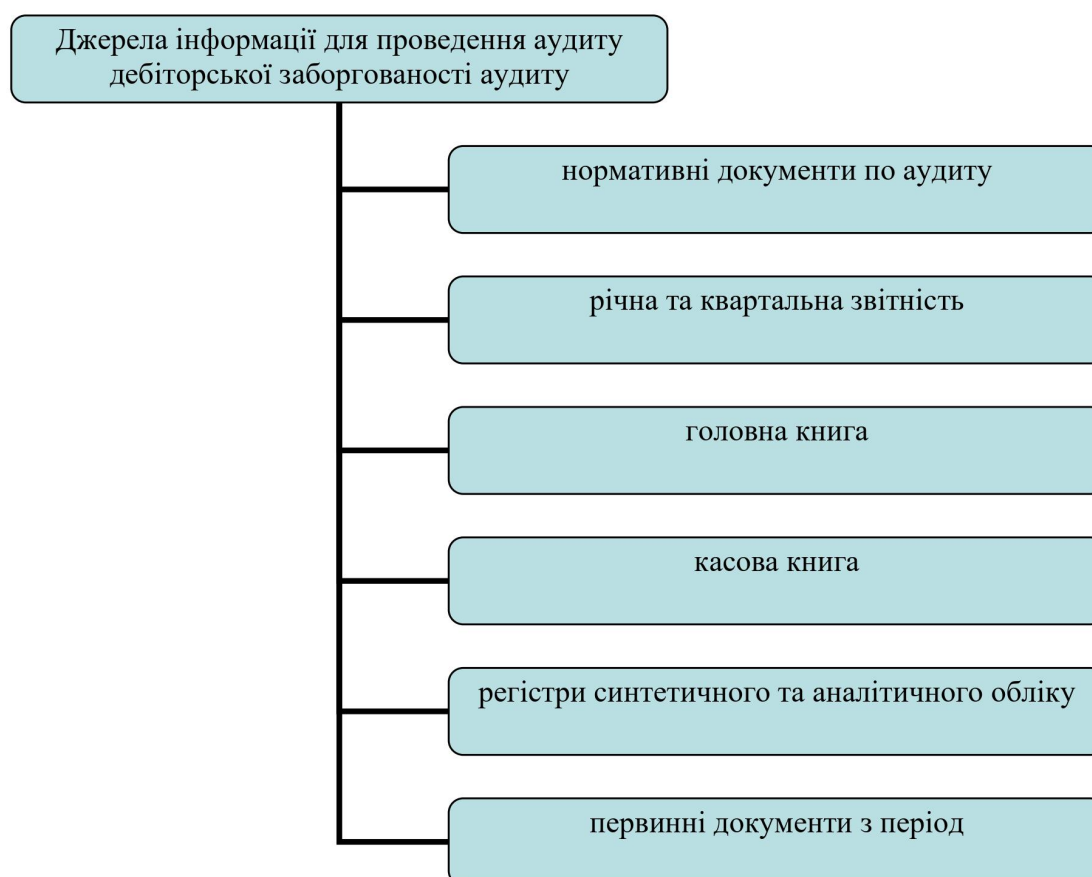 Джерела інформації для проведення аудиту
дебіторської заборгованості аудиту
нормативні документи по аудиту
річна та квартальна звітність
головна книга
касова книга
регістри синтетичного та аналітичного обліку
первинні документи з період